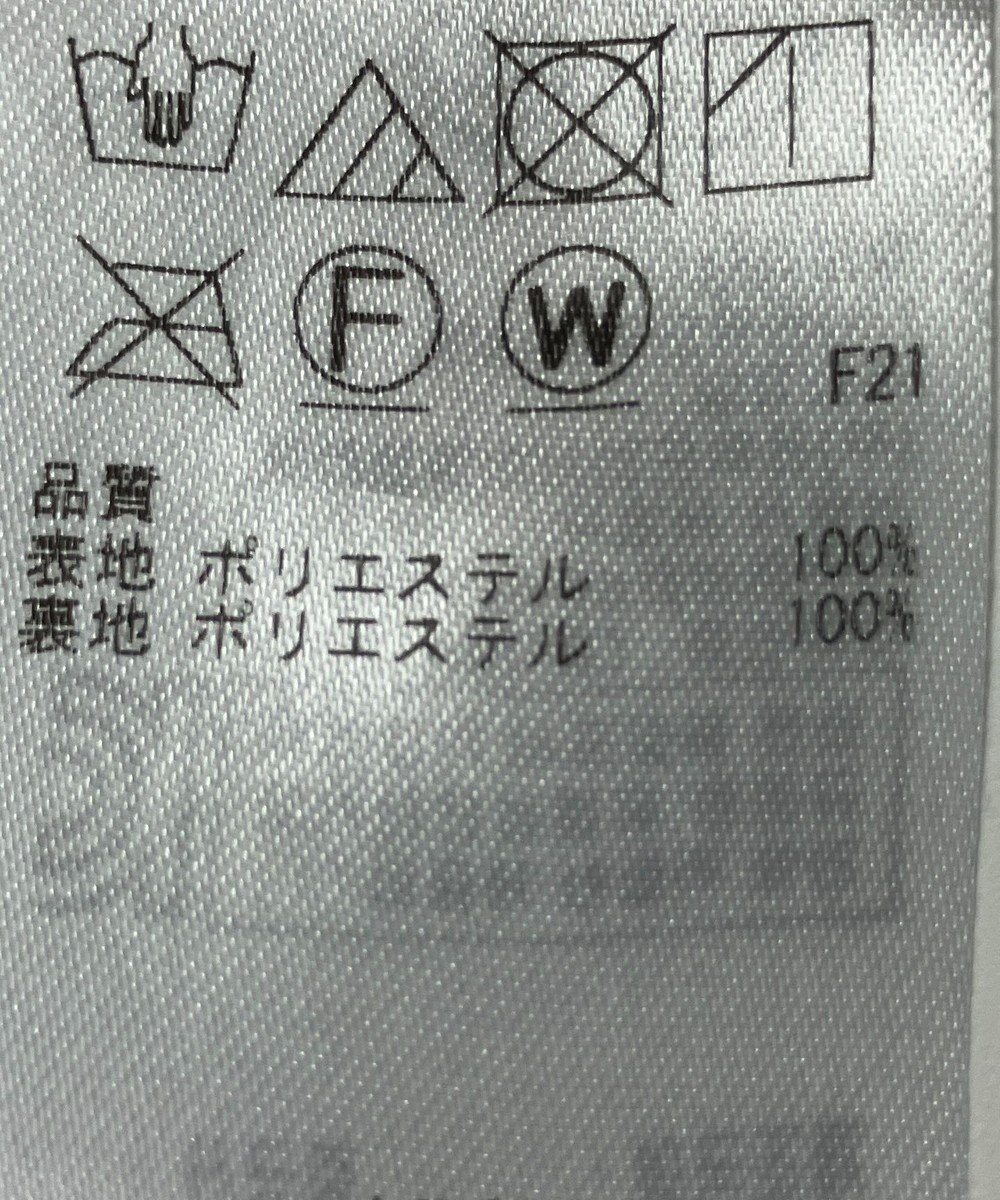 F W F21
品質
表地 ポリエステル 100%
裏地 ポリエステル 100%